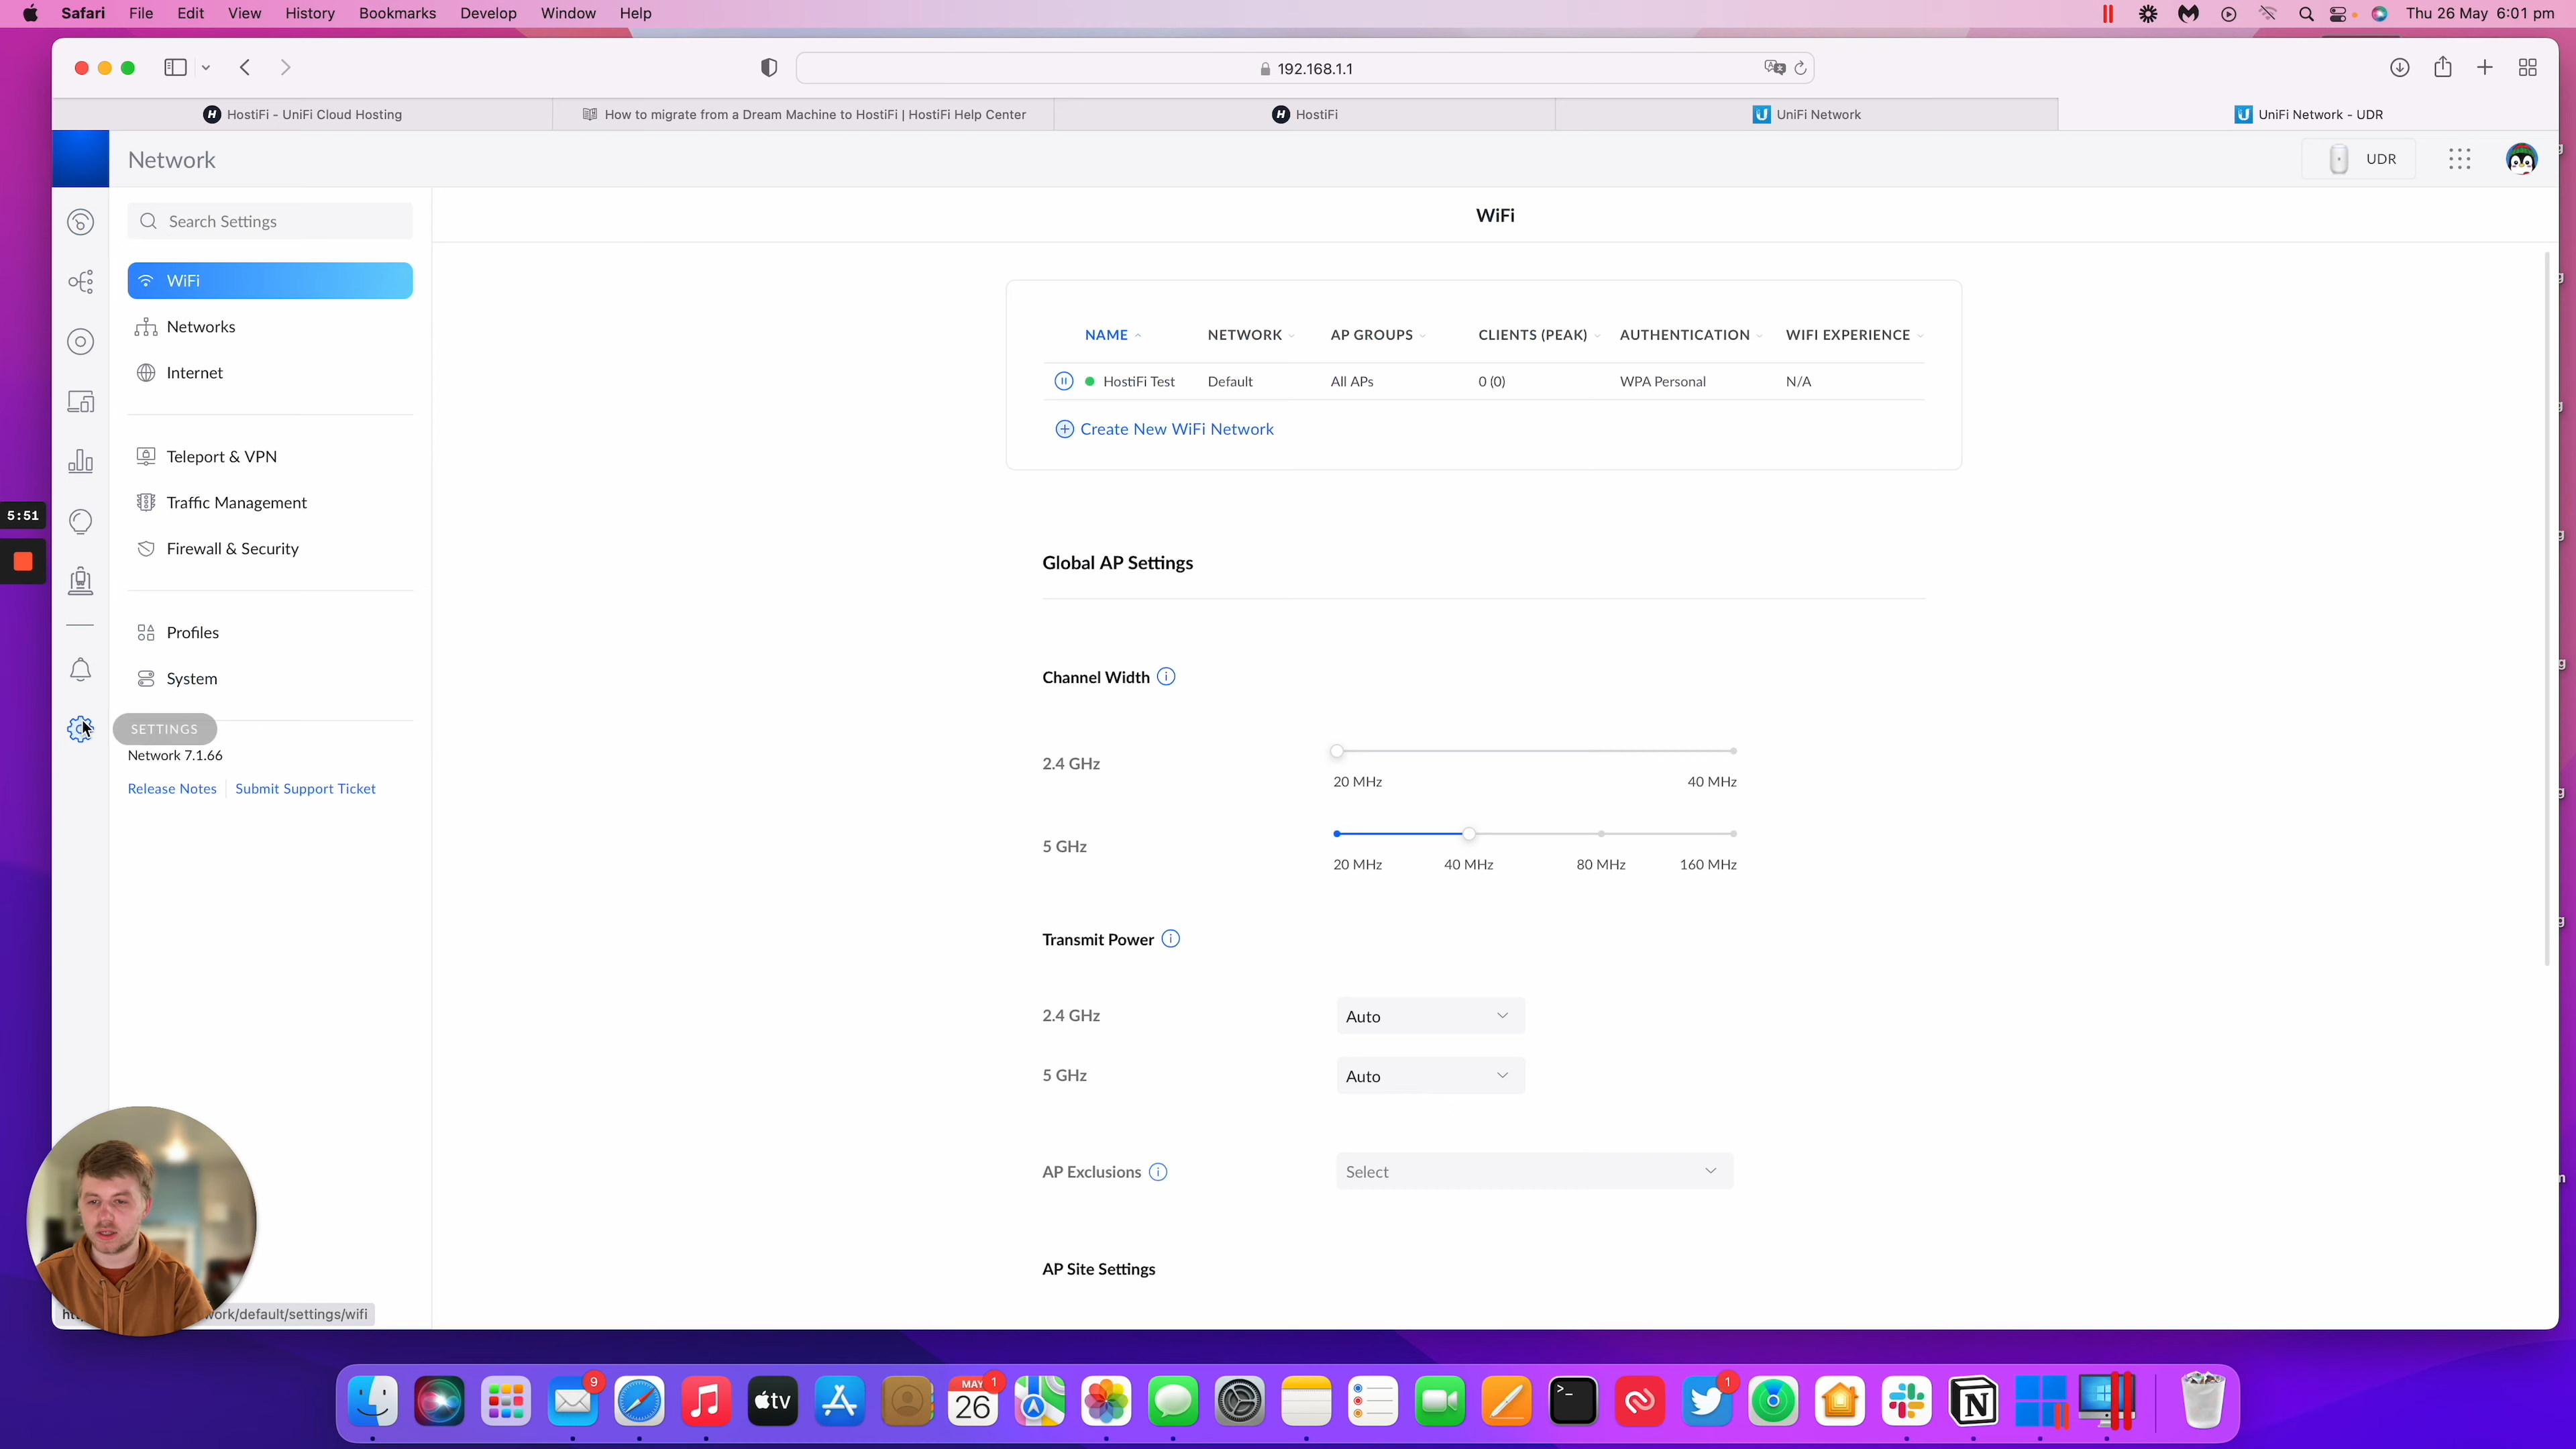 Safari File Edit View History Bookmarks Develop Window Help
Thu 26 May 6:01 pm
192.168.1.1
HostiFi - UniFi Cloud Hosting
How to migrate from a Dream Machine to HostiFi | HostiFi Help Center
HostiFi
UniFi Network
UniFi Network - UDR
Network
UDR
Search Settings
WiFi
Networks
Internet
Teleport & VPN
Traffic Management
Firewall & Security
Profiles
System
SETTINGS
Network 7.1.66
Release Notes
Submit Support Ticket
5:51
WiFi
NAME NETWORK AP GROUPS CLIENTS (PEAK) AUTHENTICATION WIFI EXPERIENCE
HostiFi Test Default All APs 0 (0) WPA Personal N/A
Create New WiFi Network
Global AP Settings
Channel Width
2.4 GHz
20 MHz 40 MHz
5 GHz
20 MHz 40 MHz 80 MHz 160 MHz
Transmit Power
2.4 GHz Auto
5 GHz Auto
AP Exclusions Select
AP Site Settings
work/default/settings/wifi
9
tv
MAY
26
1
1